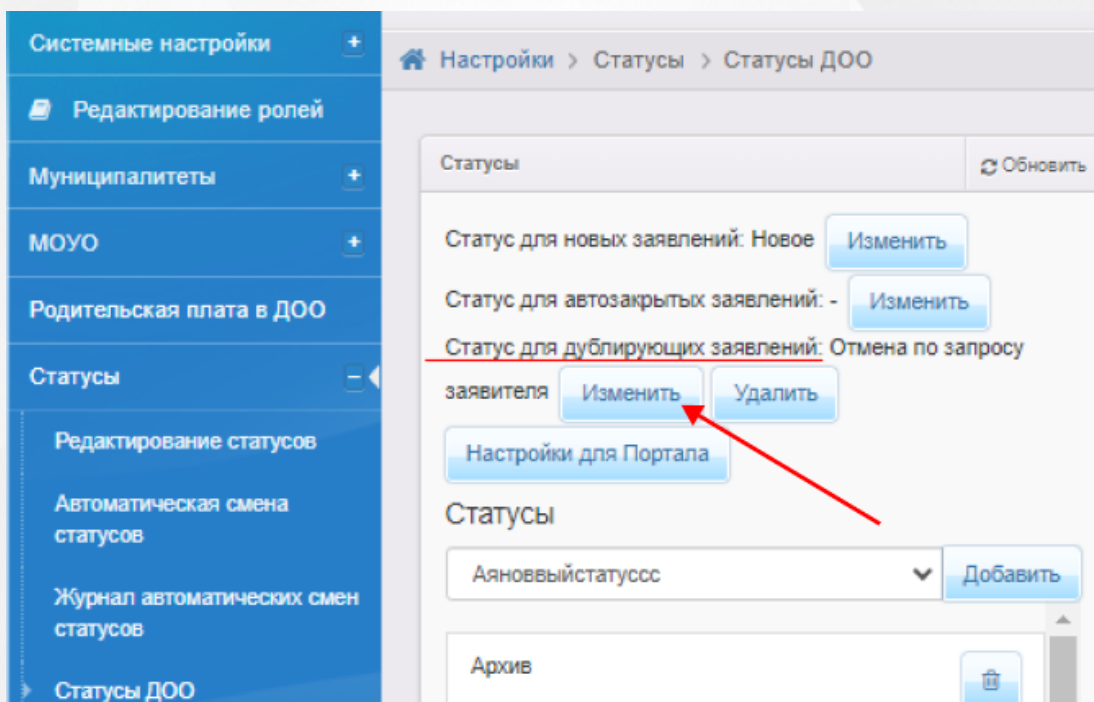 Системные настройки
Редактирование ролей
Муниципалитеты
МОУО
Родительская плата в ДОО
Статусы
Редактирование статусов
Автоматическая смена
статусов
Журнал автоматических смен
статусов
Статусы ДОО
Настройки > Статусы > Статусы ДОО
Статусы
Обновить
Статус для новых заявлений: Новое Изменить
Статус для автозакрытых заявлений: - Изменить
Статус для дублирующих заявлений: Отмена по запросу
заявителя Изменить Удалить
Настройки для Портала
Статусы
Аяноввыйстатуссс Добавить
Архив